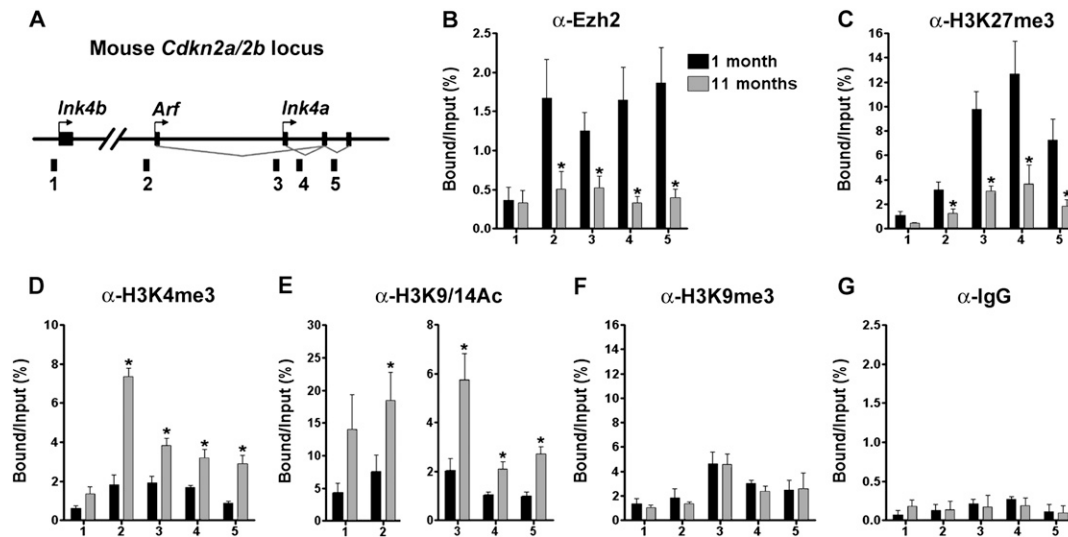 A
Mouse Cdkn2a/2b locus
Ink4b
Arf
Ink4a
1 2 3 4 5
B
α-Ezh2
Bound/Input (%)
2.5
2.0
1.5
1.0
0.5
0.0
* * * *
1 2 3 4 5
1 month
11 months
C
α-H3K27me3
Bound/Input (%)
16
14
12
10
8
6
4
2
0
* * * *
1 2 3 4 5
D
α-H3K4me3
Bound/Input (%)
10
8
6
4
2
0
* * * *
1 2 3 4 5
E
α-H3K9/14Ac
Bound/Input (%)
30
25
20
15
10
5
0
*
1 2
8
6
4
2
0
* * *
3 4 5
F
α-H3K9me3
Bound/Input (%)
16
14
12
10
8
6
4
2
0
1 2 3 4 5
G
α-IgG
Bound/Input (%)
2.5
2.0
1.5
1.0
0.5
0.0
1 2 3 4 5